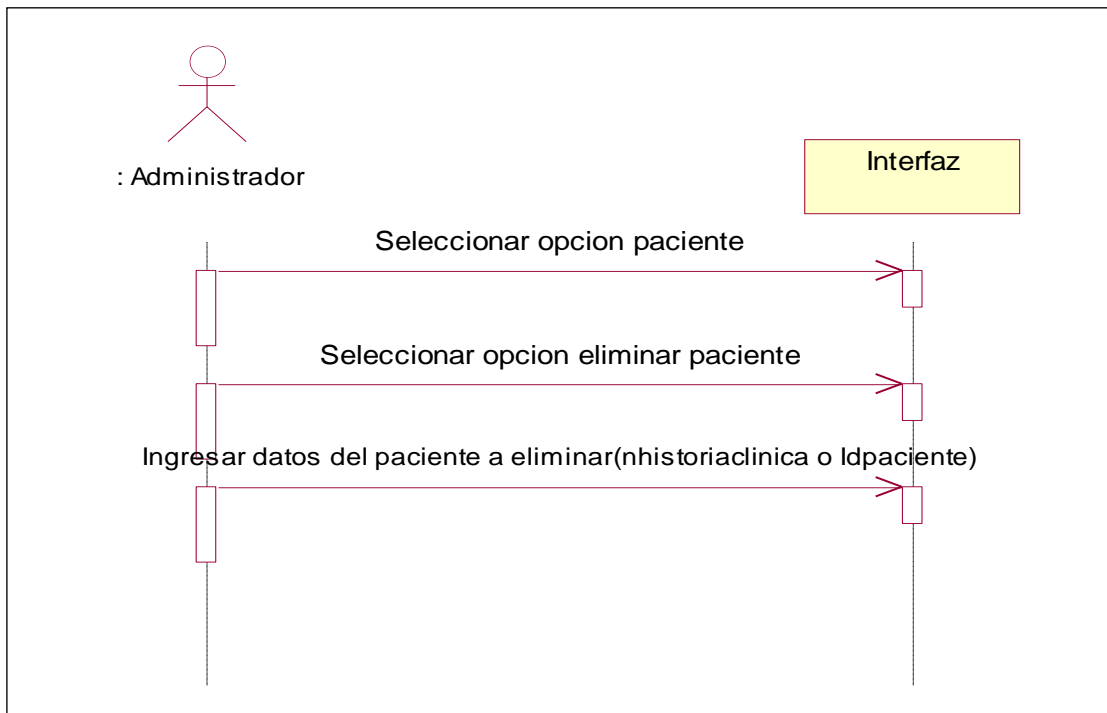 : Administrador
Interfaz
Seleccionar opcion paciente
Seleccionar opcion eliminar paciente
Ingresar datos del paciente a eliminar(nhistoriaclinica o Idpaciente)